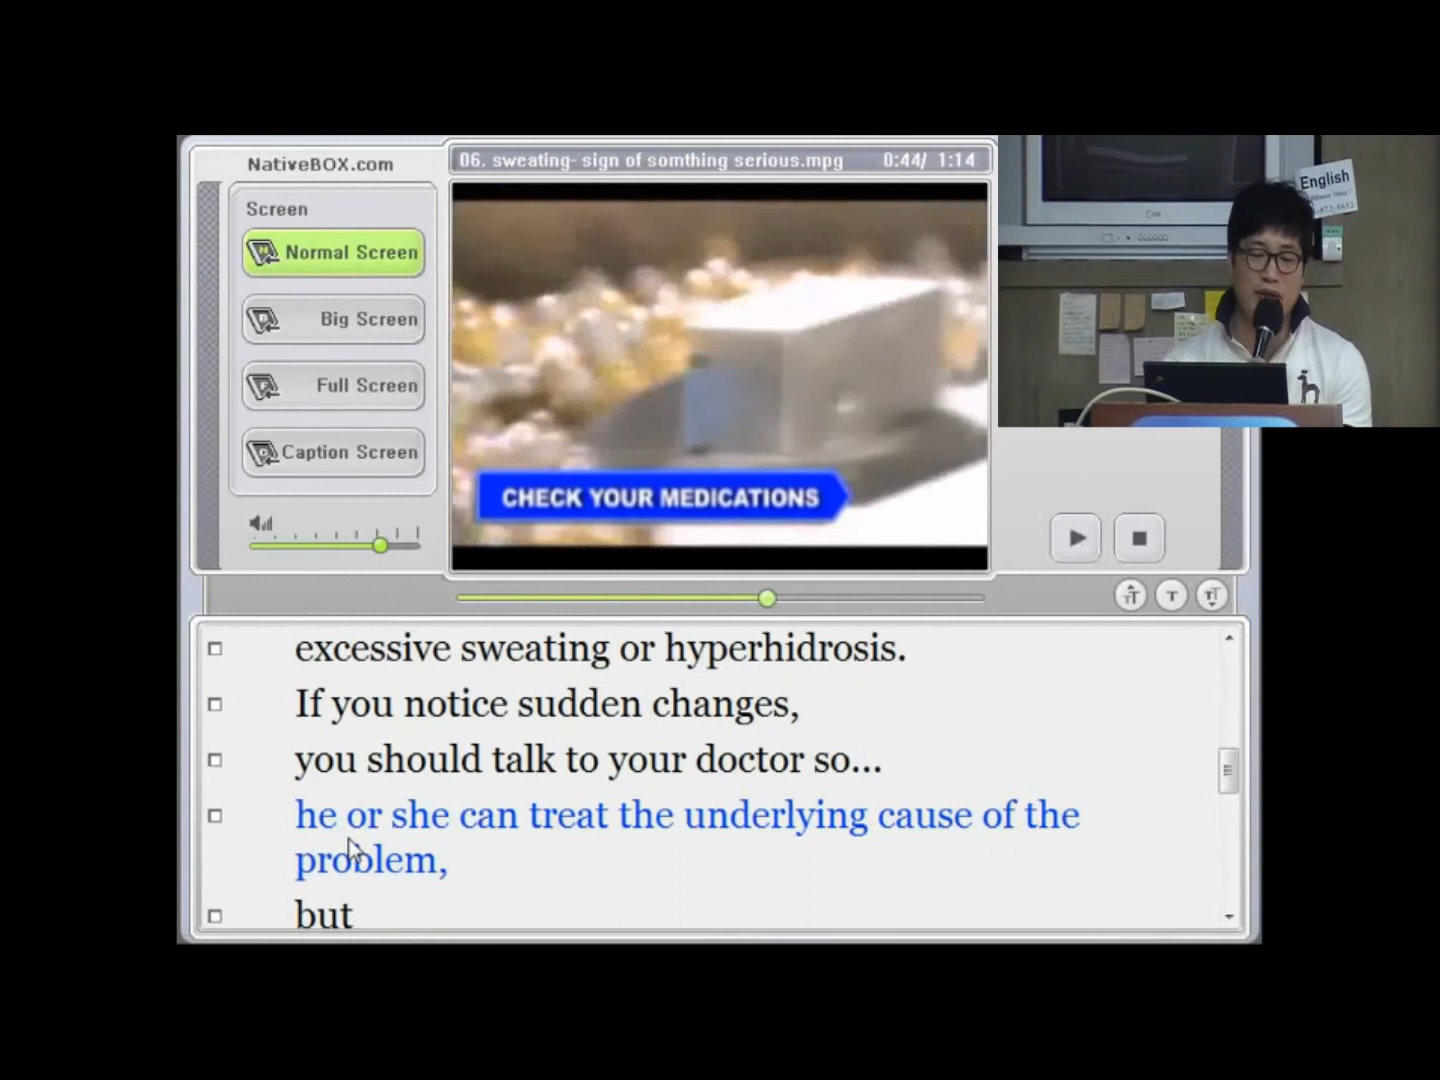 NativeBOX.com
06. sweating- sign of somthing serious.mpg 0:44/ 1:14
Screen
Normal Screen
Big Screen
Full Screen
Caption Screen
English
CHECK YOUR MEDICATIONS
T
excessive sweating or hyperhidrosis.
If you notice sudden changes,
you should talk to your doctor so...
he or she can treat the underlying cause of the
problem,
but